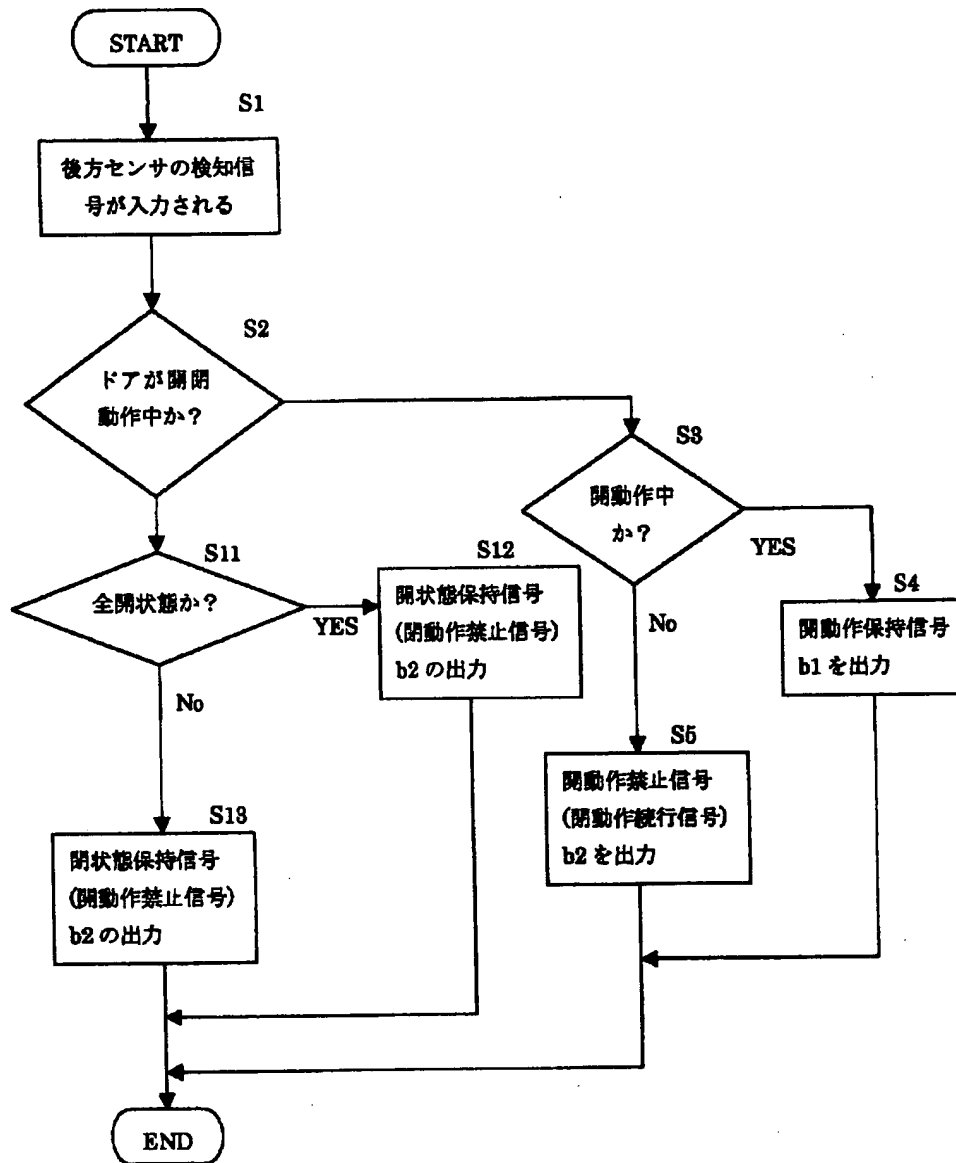 START
S1
後方センサの検知信
号が入力される
S2
ドアが開閉
動作中か?
S3
開動作中
か?
YES
No
S4
開動作保持信号
b1 を出力
S5
開動作禁止信号
(閉動作続行信号)
b2 を出力
S11
全開状態か?
YES
No
S12
開状態保持信号
(閉動作禁止信号)
b2 の出力
S13
閉状態保持信号
(開動作禁止信号)
b2 の出力
END